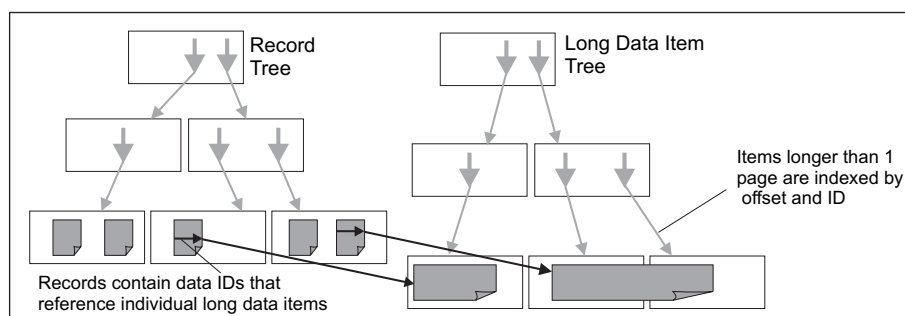 Record
Tree
Long Data Item
Tree
Items longer than 1
page are indexed by
offset and ID
Records contain data IDs that
reference individual long data items